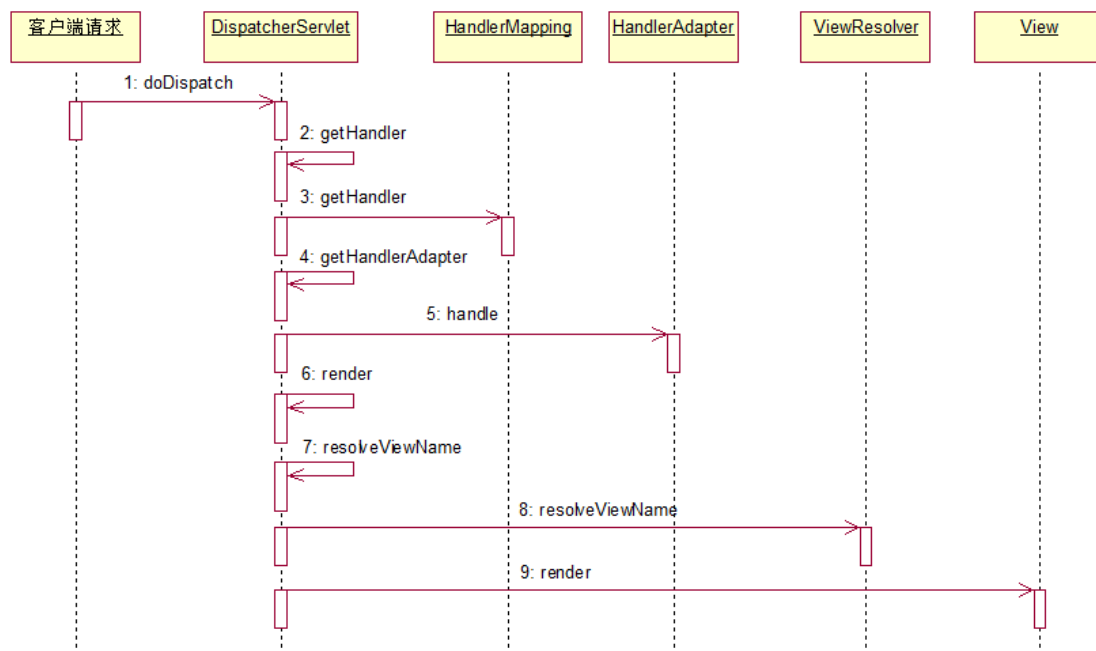 客户端请求
DispatcherServlet
HandlerMapping
HandlerAdapter
ViewResolver
View
1: doDispatch
2: getHandler
3: getHandler
4: getHandlerAdapter
5: handle
6: render
7: resolveViewName
8: resolveViewName
9: render